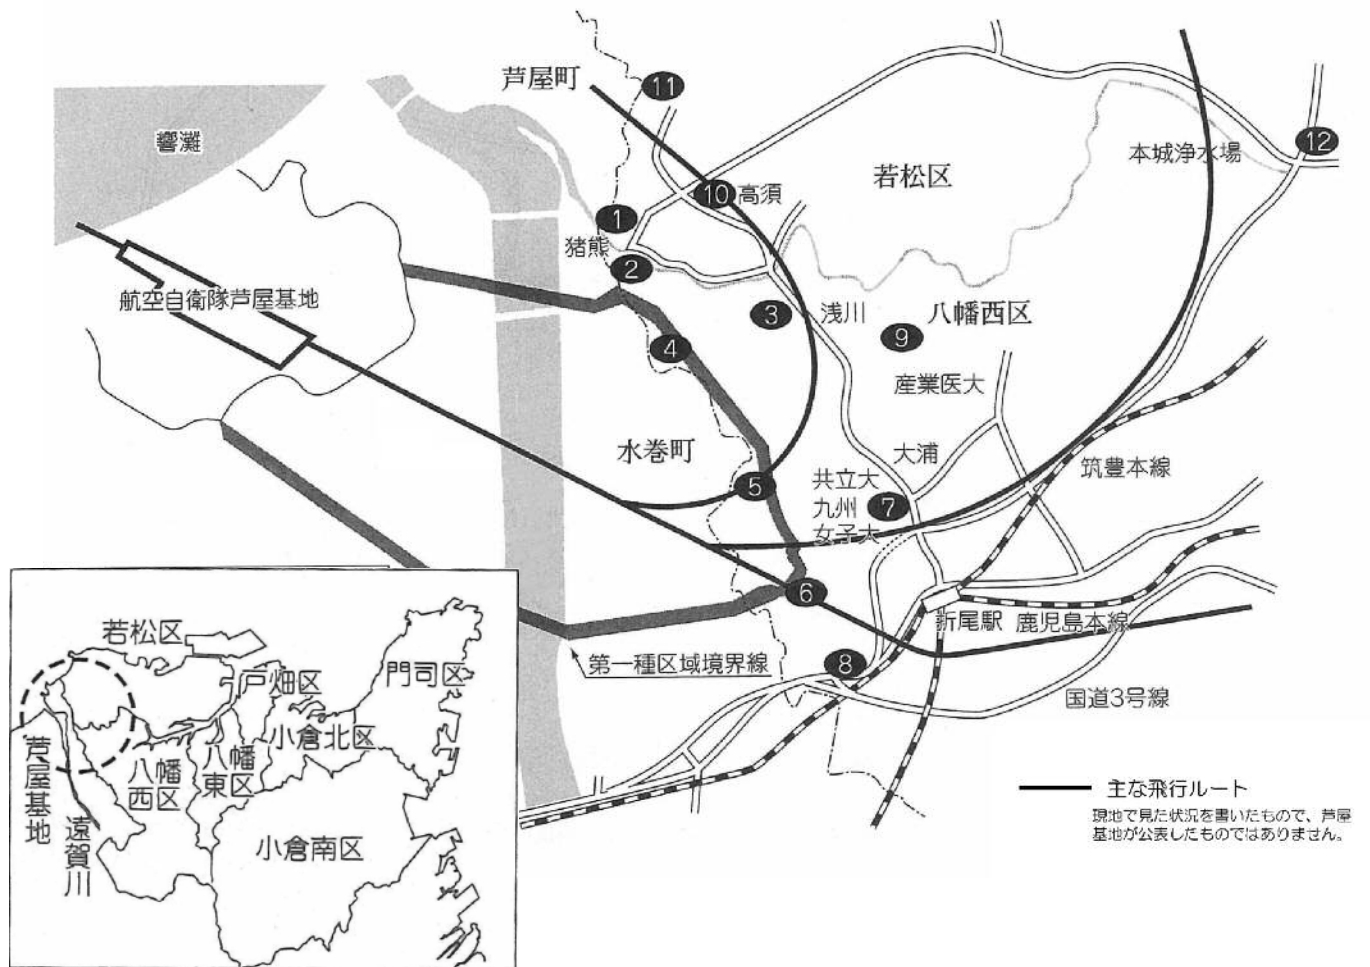 芦屋町
11
響灘
12
本城浄水場
若松区
10
高須
1
猪熊
2
航空自衛隊芦屋基地
3
浅川
八幡西区
9
4
産業医大
水巻町
大浦
筑豊本線
共立大
九州
女子大
5
7
6
折尾駅
鹿児島本線
第一種区域境界線
8
国道3号線
若松区
戸畑区
門司区
小倉北区
八幡
東区
八幡
西区
芦屋基地
遠賀川
小倉南区
主な飛行ルート
現地で見た状況を書いたもので、芦屋
基地が公表したものではありません。